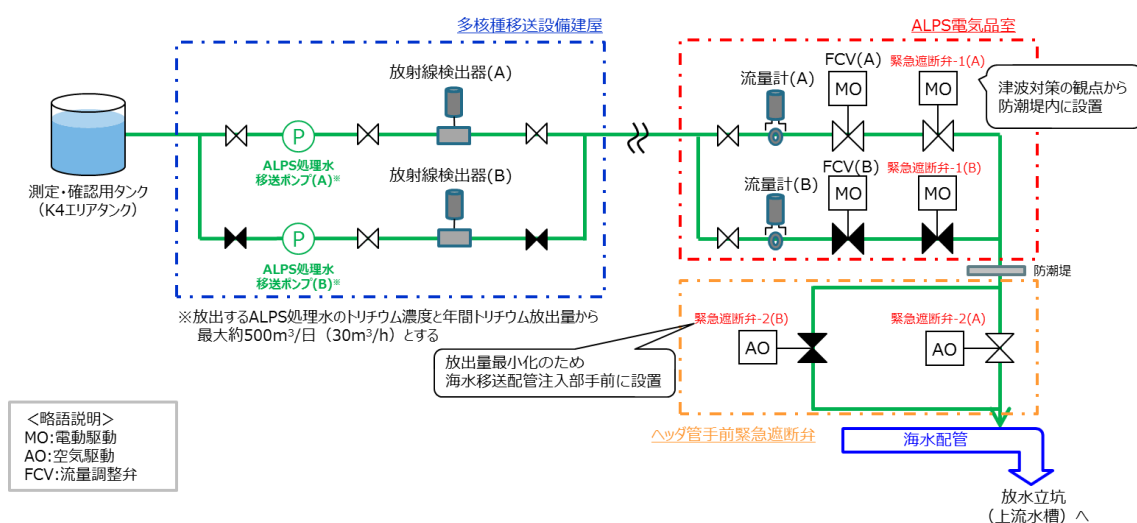 多核種移送設備建屋
ALPS電気品室
放射線検出器(A)
流量計(A)
FCV(A)
緊急遮断弁-1(A)
津波対策の観点から
防潮堤内に設置
MO
MO
P
ALPS処理水
移送ポンプ(A)※
測定・確認用タンク
（K4エリアタンク）
放射線検出器(B)
流量計(B)
FCV(B)
緊急遮断弁-1(B)
MO
MO
P
ALPS処理水
移送ポンプ(B)※
防潮堤
※放出するALPS処理水のトリチウム濃度と年間トリチウム放出量から
最大約500m³/日（30m³/h）とする
緊急遮断弁-2(B)
緊急遮断弁-2(A)
AO
AO
放出量最小化のため
海水移送配管注入部手前に設置
ヘッダ管手前緊急遮断弁
海水配管
放水立坑
（上流水槽）へ
＜略語説明＞
MO:電動駆動
AO:空気駆動
FCV:流量調整弁